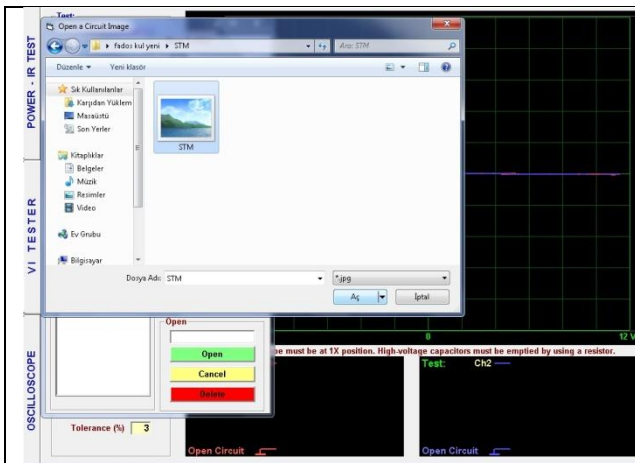 Test:
Open a Circuit Image
fados kul yeni
STM
Ara: STM
Düzenle
Yeni klasör
Sık Kullanılanlar
Karşıdan Yüklem
Masaüstü
Son Yerler
Kitaplıklar
Belgeler
Müzik
Resimler
Video
Ev Grubu
Bilgisayar
STM
Dosya Adı: STM
*.jpg
Aç
İptal
POWER - IR TEST
VI TESTER
OSCILLOSCOPE
Open
Open
Cancel
Delete
Tolerance (%) 3
0
12 V
be must be at 1X position. High-voltage capacitors must be emptied by using a resistor.
Test: Ch2
Open Circuit
Open Circuit